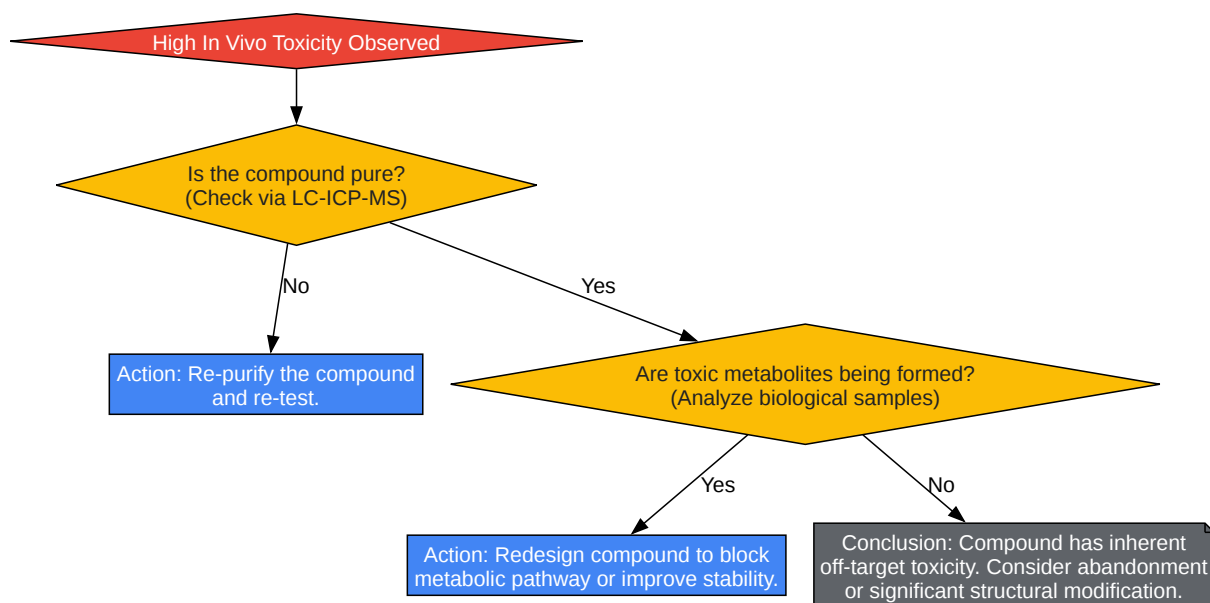 High In Vivo Toxicity Observed
Is the compound pure?
(Check via LC-ICP-MS)
No
Yes
Action: Re-purify the compound
and re-test.
Are toxic metabolites being formed?
(Analyze biological samples)
Yes
No
Action: Redesign compound to block
metabolic pathway or improve stability.
Conclusion: Compound has inherent
off-target toxicity. Consider abandonment
or significant structural modification.